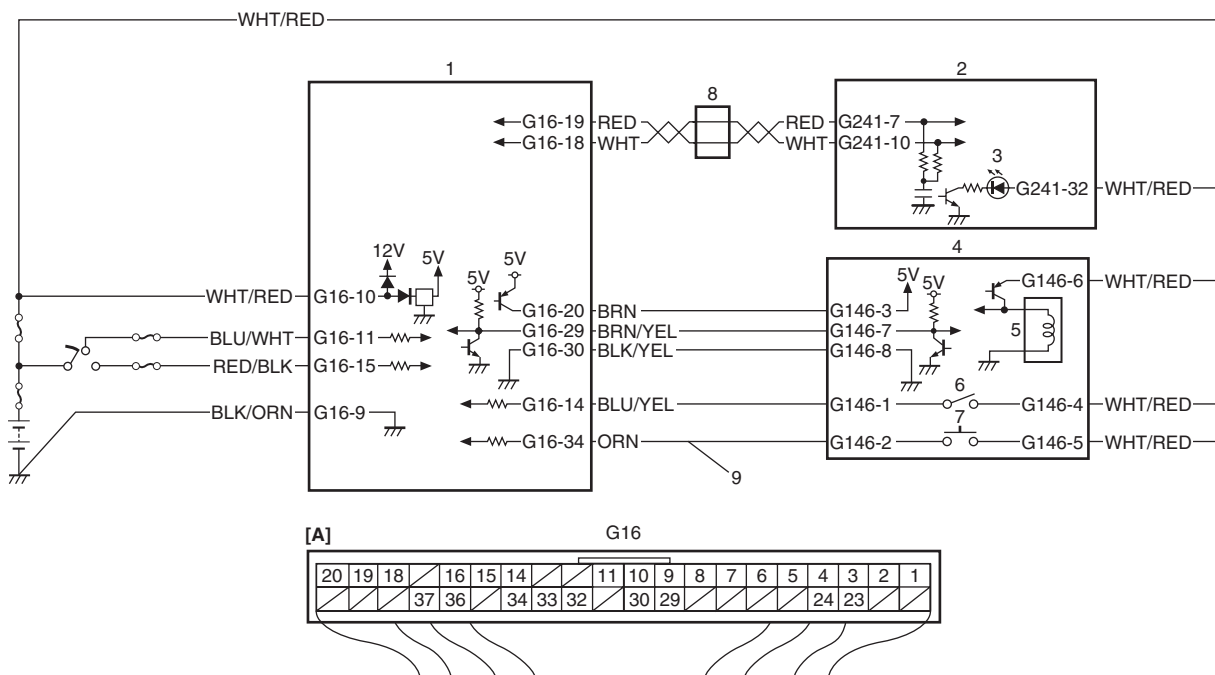 WHT/RED
1
2
8
G16-19 RED RED G241-7
G16-18 WHT WHT G241-10
3
G241-32 WHT/RED
4
12V 5V 5V
5V
5V 5V
G146-6 WHT/RED
WHT/RED G16-10
G16-20 BRN G146-3
5
BLU/WHT G16-11
G16-29 BRN/YEL G146-7
G16-30 BLK/YEL G146-8
RED/BLK G16-15
6
BLK/ORN G16-9
G16-14 BLU/YEL G146-1 G146-4 WHT/RED
7
G16-34 ORN G146-2 G146-5 WHT/RED
9
[A] G16
20 19 18 16 15 14 11 10 9 8 7 6 5 4 3 2 1
37 36 34 33 32 30 29 24 23